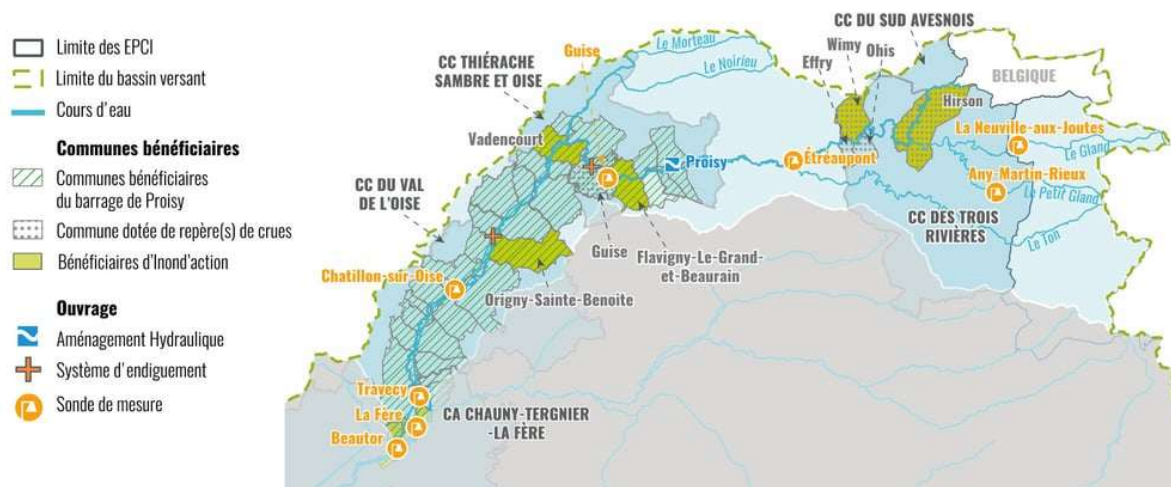 Limite des EPCI
Limite du bassin versant
Cours d'eau
Communes bénéficiaires
Communes bénéficiaires
du barrage de Proisy
Commune dotée de repère(s) de crues
Bénéficiaires d'Inond'action
Ouvrage
Aménagement Hydraulique
Système d'endiguement
Sonde de mesure
CC THIÉRACHE
SAMBRE ET OISE
Guise
Le Morteau
Le Noirieu
Vadencourt
CC DU VAL
DE L'OISE
Proisy
Guise
Flavigny-Le-Grand-
et-Beaurain
Origny-Sainte-Benoite
Chatillon-sur-Oise
Travecy
La Fère
Beautor
CA CHAUNY-TERGNIER
-LA FÈRE
CC DU SUD AVESNOIS
Wimy
Ohis
Effry
BELGIQUE
Hirson
La Neuville-aux-Joutes
Le Gland
Étréaupont
Any-Martin-Rieux
Le Petit Gland
CC DES TROIS
RIVIÈRES
Le Ton